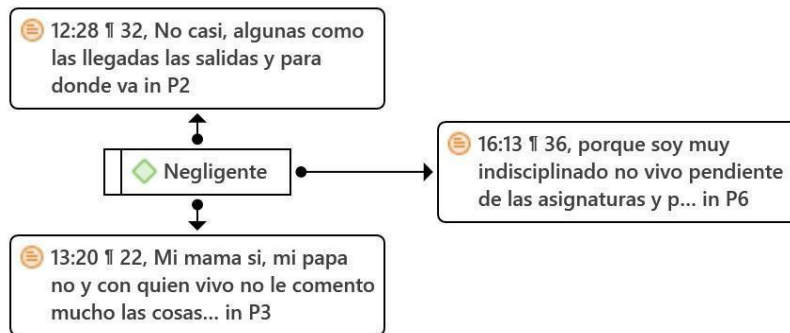 12:28 ¶ 32, No casi, algunas como
las llegadas las salidas y para
donde va in P2
Negligente
16:13 ¶ 36, porque soy muy
indisciplinado no vivo pendiente
de las asignaturas y p... in P6
13:20 ¶ 22, Mi mama si, mi papa
no y con quien vivo no le comento
mucho las cosas... in P3